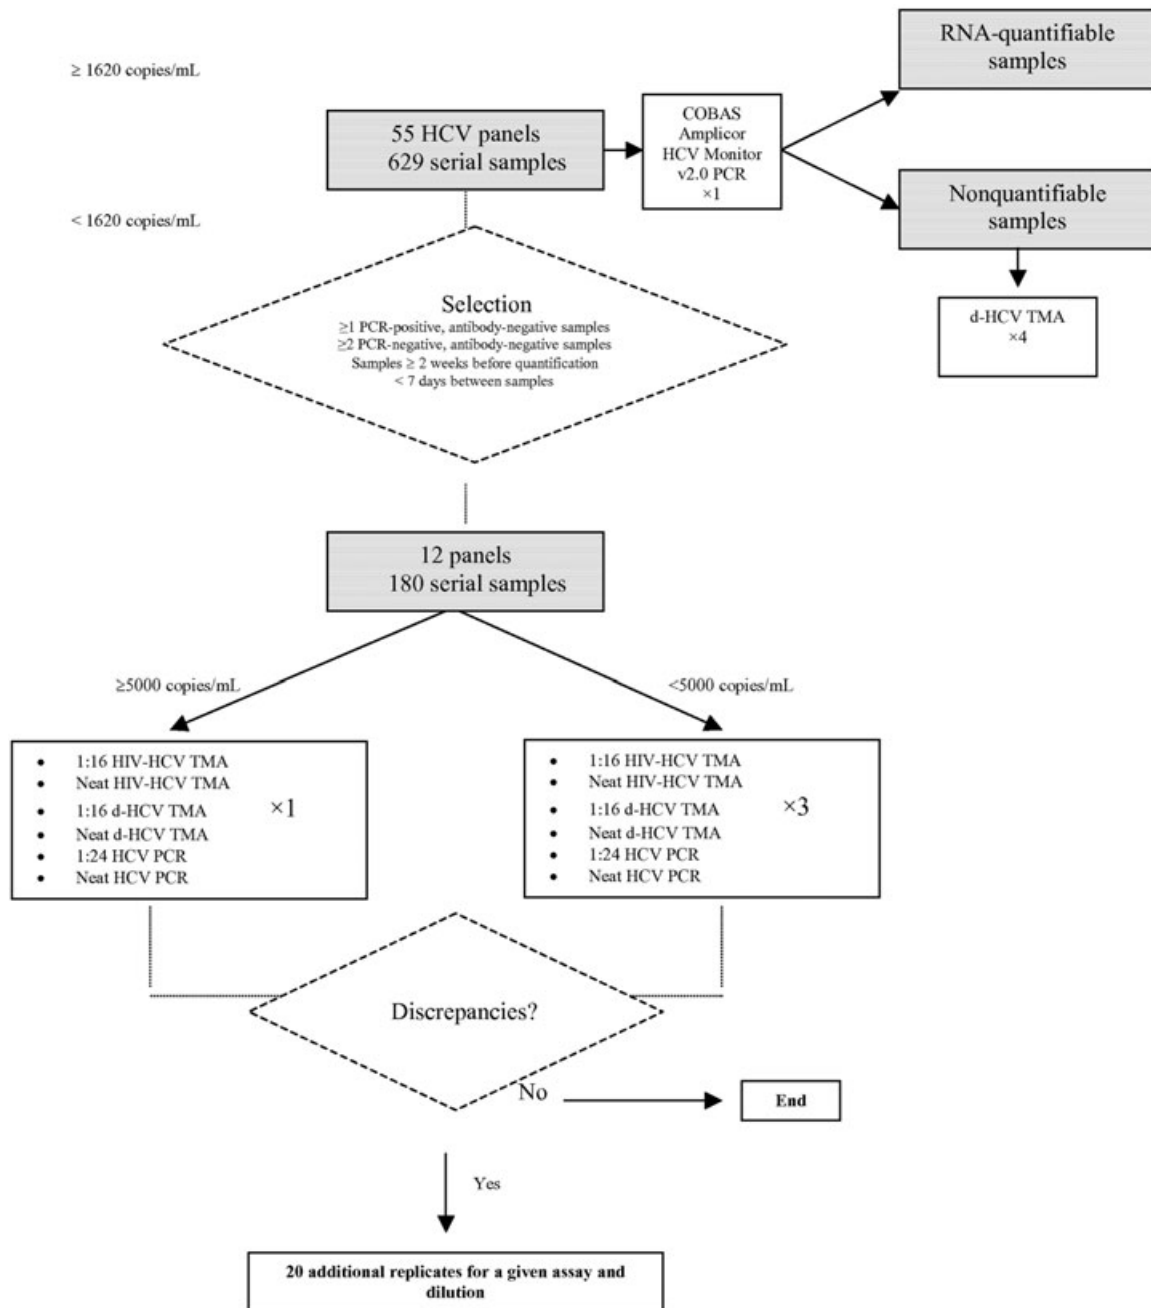 ≥ 1620 copies/mL
RNA-quantifiable
samples
55 HCV panels
629 serial samples
COBAS
Amplicor
HCV Monitor
v2.0 PCR
×1
< 1620 copies/mL
Nonquantifiable
samples
d-HCV TMA
×4
Selection
≥1 PCR-positive, antibody-negative samples
≥2 PCR-negative, antibody-negative samples
Samples ≥ 2 weeks before quantification
< 7 days between samples
12 panels
180 serial samples
≥5000 copies/mL
<5000 copies/mL
• 1:16 HIV-HCV TMA
• Neat HIV-HCV TMA
• 1:16 d-HCV TMA
• Neat d-HCV TMA
• 1:24 HCV PCR
• Neat HCV PCR
×1
• 1:16 HIV-HCV TMA
• Neat HIV-HCV TMA
• 1:16 d-HCV TMA
• Neat d-HCV TMA
• 1:24 HCV PCR
• Neat HCV PCR
×3
Discrepancies?
No
End
Yes
20 additional replicates for a given assay and
dilution